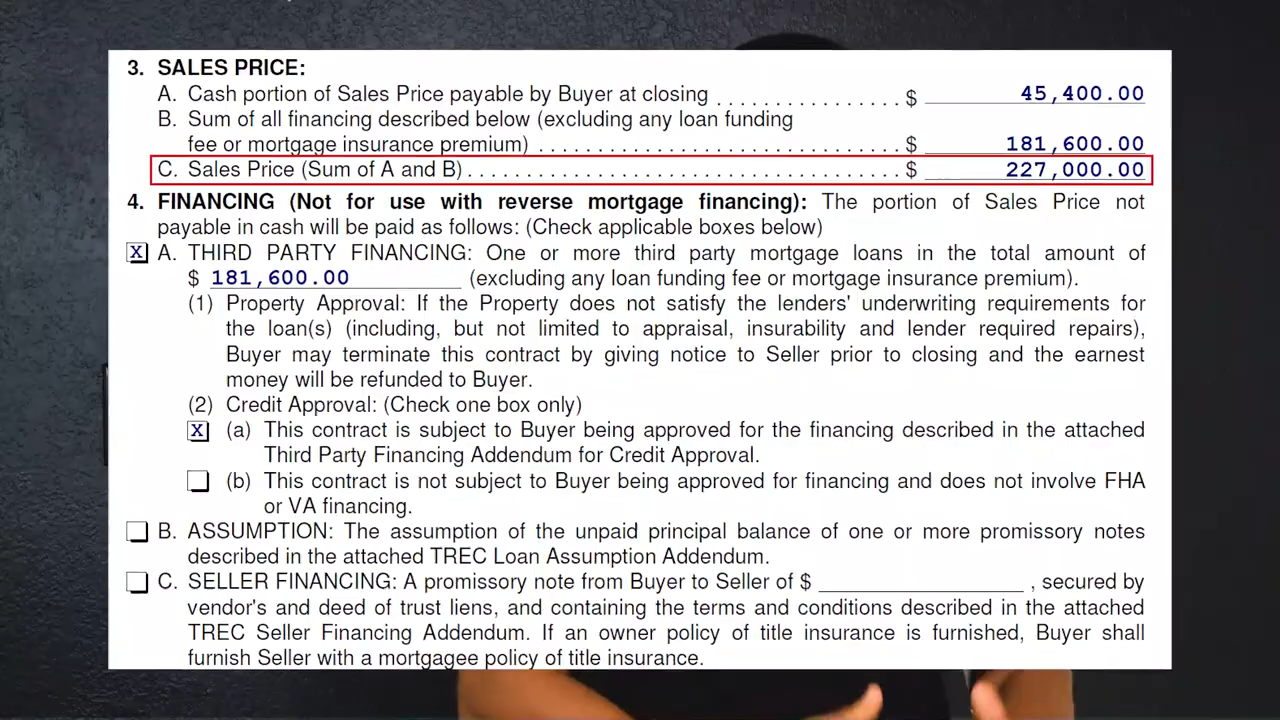 3. SALES PRICE:
A. Cash portion of Sales Price payable by Buyer at closing ................ $ 45,400.00
B. Sum of all financing described below (excluding any loan funding
fee or mortgage insurance premium) ............................... $ 181,600.00
C. Sales Price (Sum of A and B) ..................................... $ 227,000.00
4. FINANCING (Not for use with reverse mortgage financing): The portion of Sales Price not
payable in cash will be paid as follows: (Check applicable boxes below)
X A. THIRD PARTY FINANCING: One or more third party mortgage loans in the total amount of
$ 181,600.00 (excluding any loan funding fee or mortgage insurance premium).
(1) Property Approval: If the Property does not satisfy the lenders' underwriting requirements for
the loan(s) (including, but not limited to appraisal, insurability and lender required repairs),
Buyer may terminate this contract by giving notice to Seller prior to closing and the earnest
money will be refunded to Buyer.
(2) Credit Approval: (Check one box only)
X (a) This contract is subject to Buyer being approved for the financing described in the attached
Third Party Financing Addendum for Credit Approval.
(b) This contract is not subject to Buyer being approved for financing and does not involve FHA
or VA financing.
B. ASSUMPTION: The assumption of the unpaid principal balance of one or more promissory notes
described in the attached TREC Loan Assumption Addendum.
C. SELLER FINANCING: A promissory note from Buyer to Seller of $ ____________________ , secured by
vendor's and deed of trust liens, and containing the terms and conditions described in the attached
TREC Seller Financing Addendum. If an owner policy of title insurance is furnished, Buyer shall
furnish Seller with a mortgagee policy of title insurance.